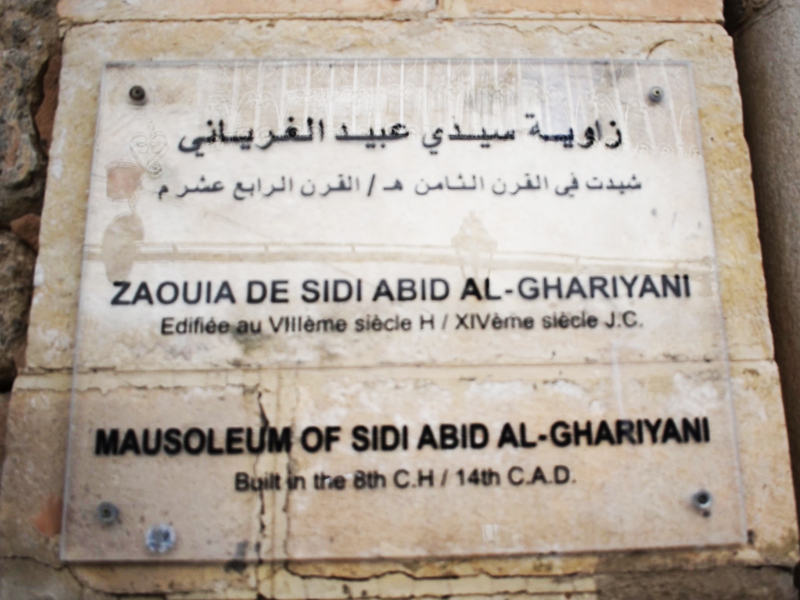 زاوية سيدي عبيد الغرياني
شيدت في القرن الثامن هـ / القرن الرابع عشر م
ZAOUIA DE SIDI ABID AL-GHARIYANI
Edifiée au VIIIème siècle H / XIVème siècle J.C.
MAUSOLEUM OF SIDI ABID AL-GHARIYANI
Built in the 8th C.H / 14th C.A.D.